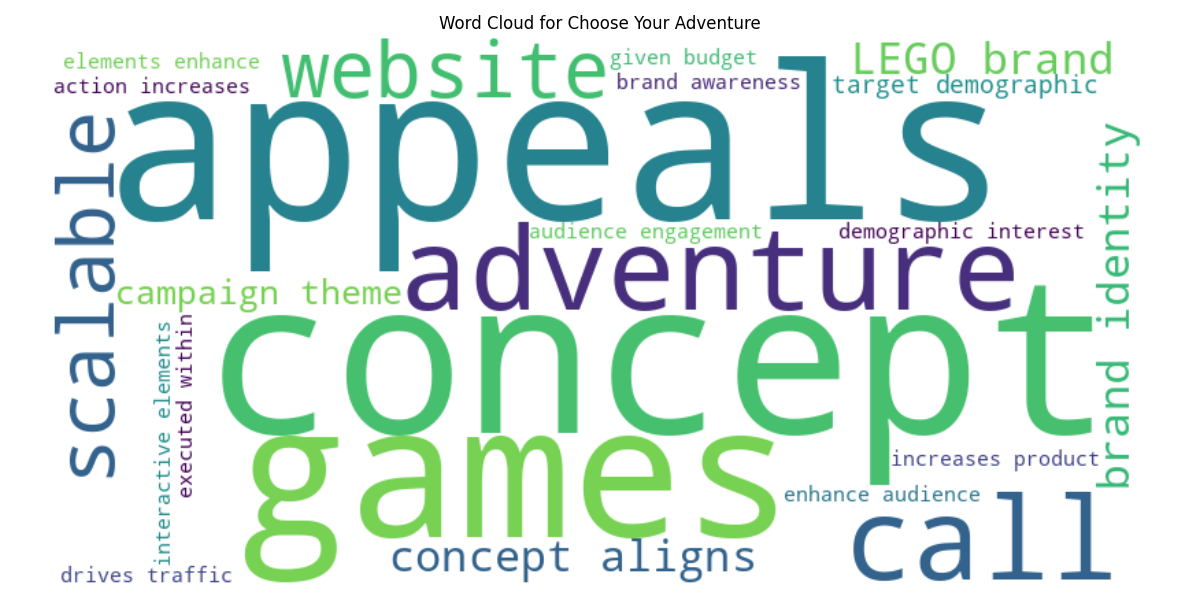 Word Cloud for Choose Your Adventure
elements enhance
website
given budget
LEGO brand
action increases
brand awareness
target demographic
appeals
scalable
brand identity
audience engagement
demographic interest
adventure
campaign theme
concept
interactive elements
executed within
games
increases product
enhance audience
call
concept aligns
drives traffic